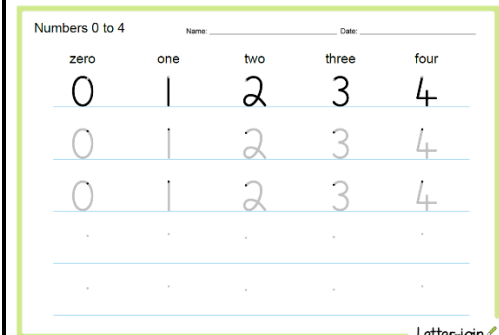 Numbers 0 to 4 Name: Date:
zero one two three four
0 1 2 3 4
0 1 2 3 4
0 1 2 3 4
Letter-join